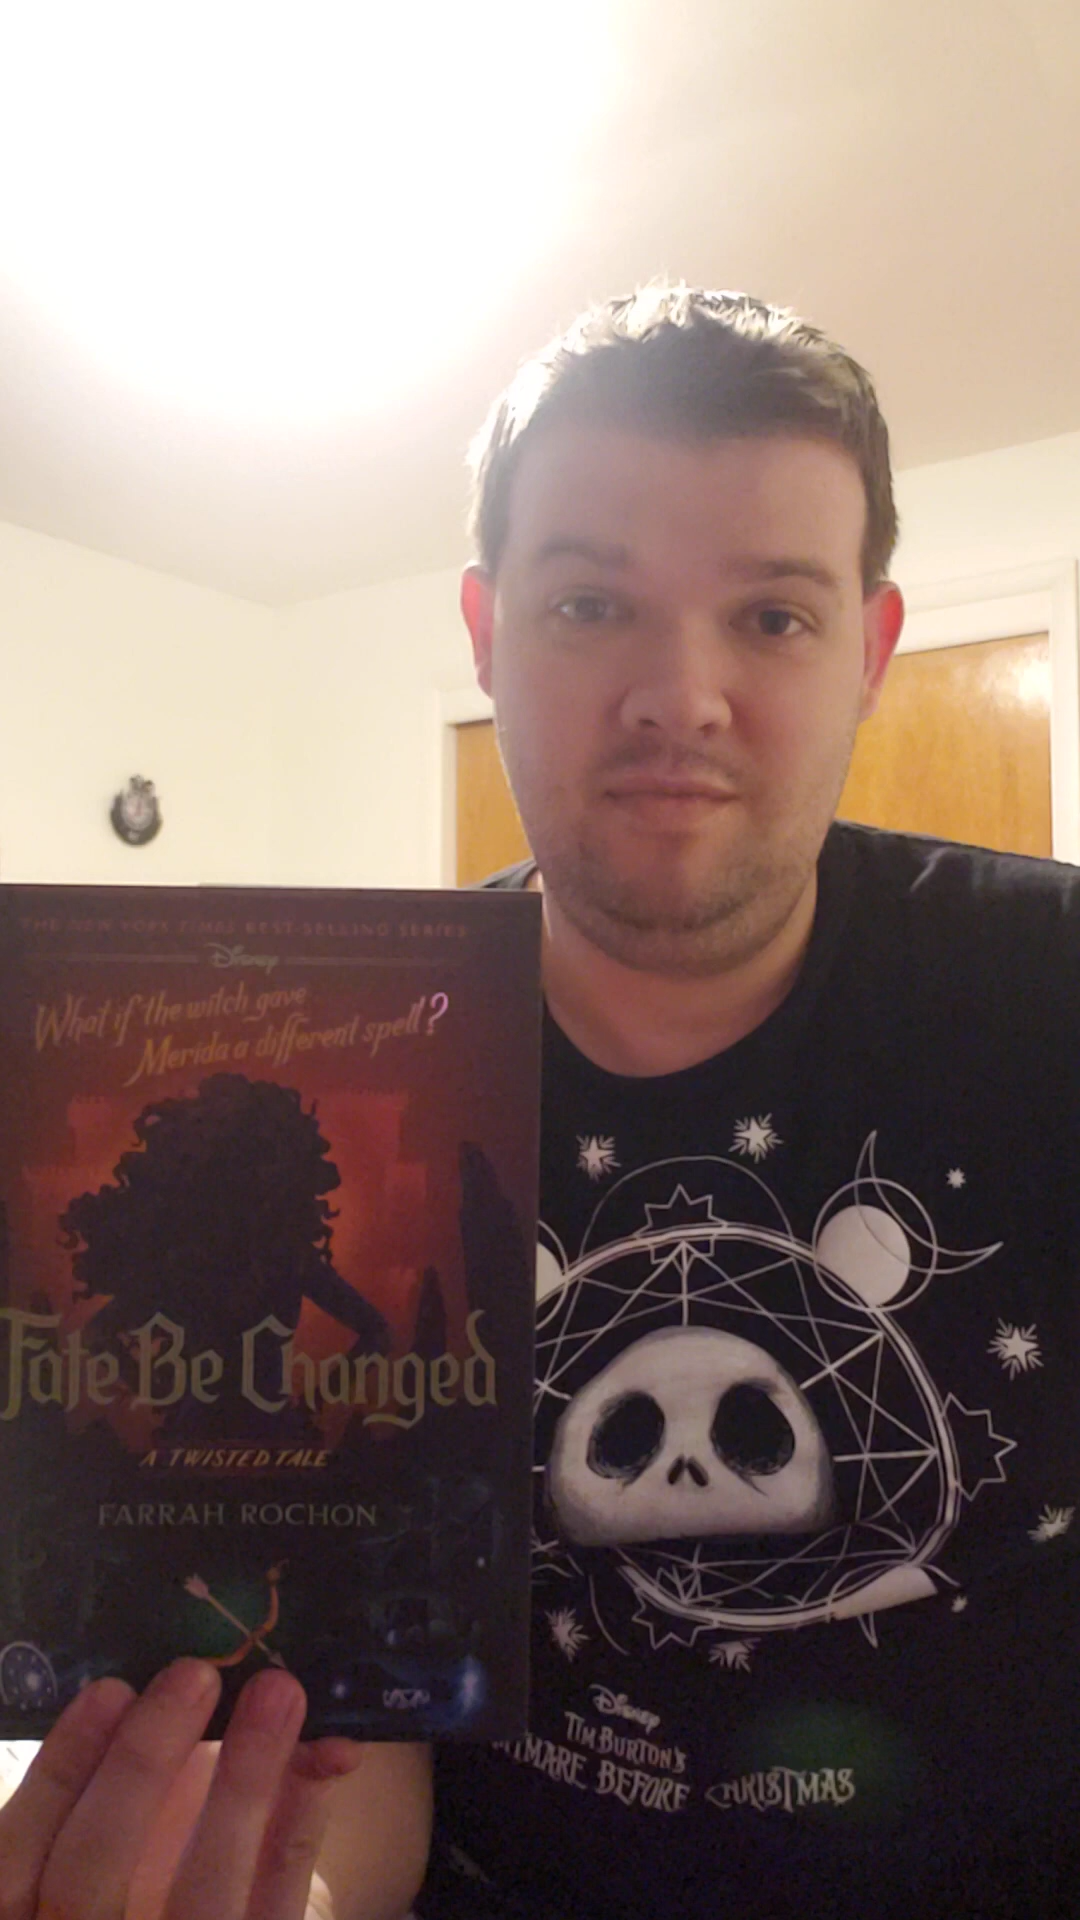 THE NEW YORK TIMES BEST-SELLING SERIES
Disney
What if the witch gave
Merida a different spell?
Fate Be Changed
A TWISTED TALE
FARRAH ROCHON
Disney
TIM BURTON'S
BEFORE CHRISTMAS